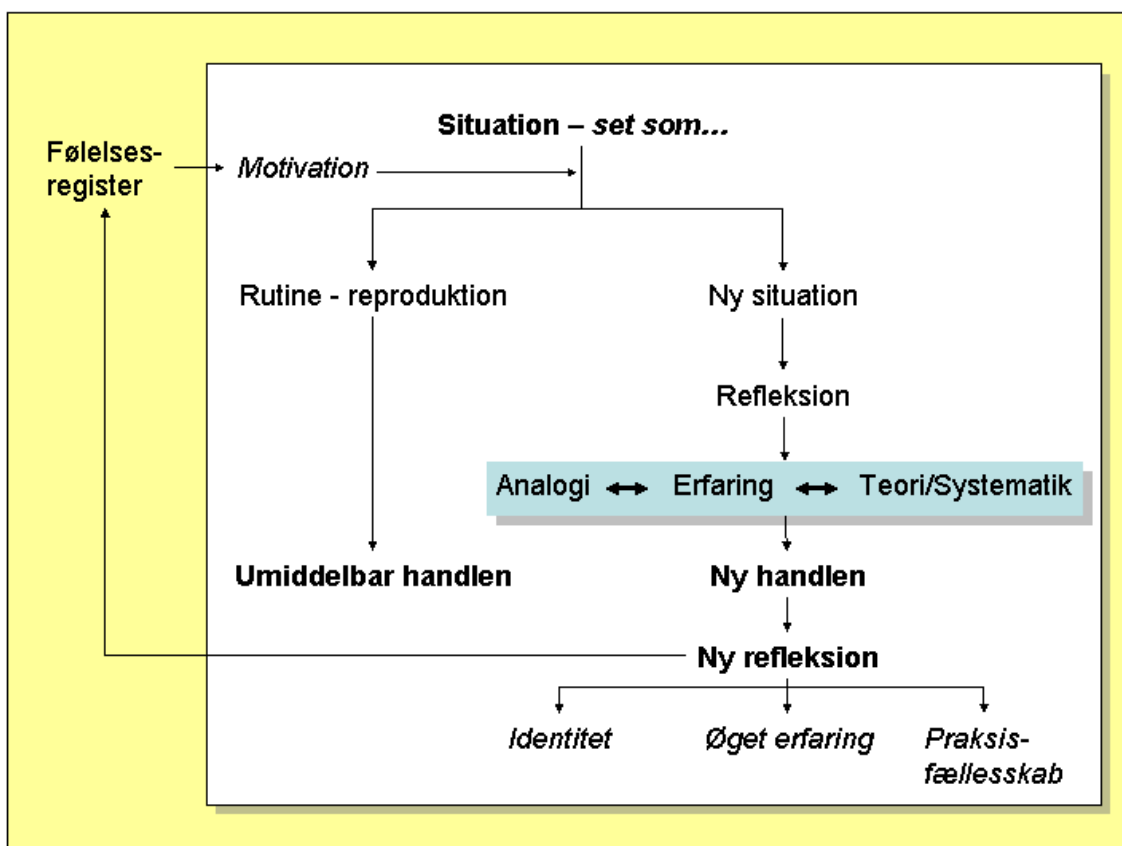 Situation – set som...
Følelses-
register
Motivation
Rutine - reproduktion
Ny situation
Refleksion
Analogi
Erfaring
Teori/Systematik
Umiddelbar handlen
Ny handlen
Ny refleksion
Identitet
Øget erfaring
Praksis-
fællesskab